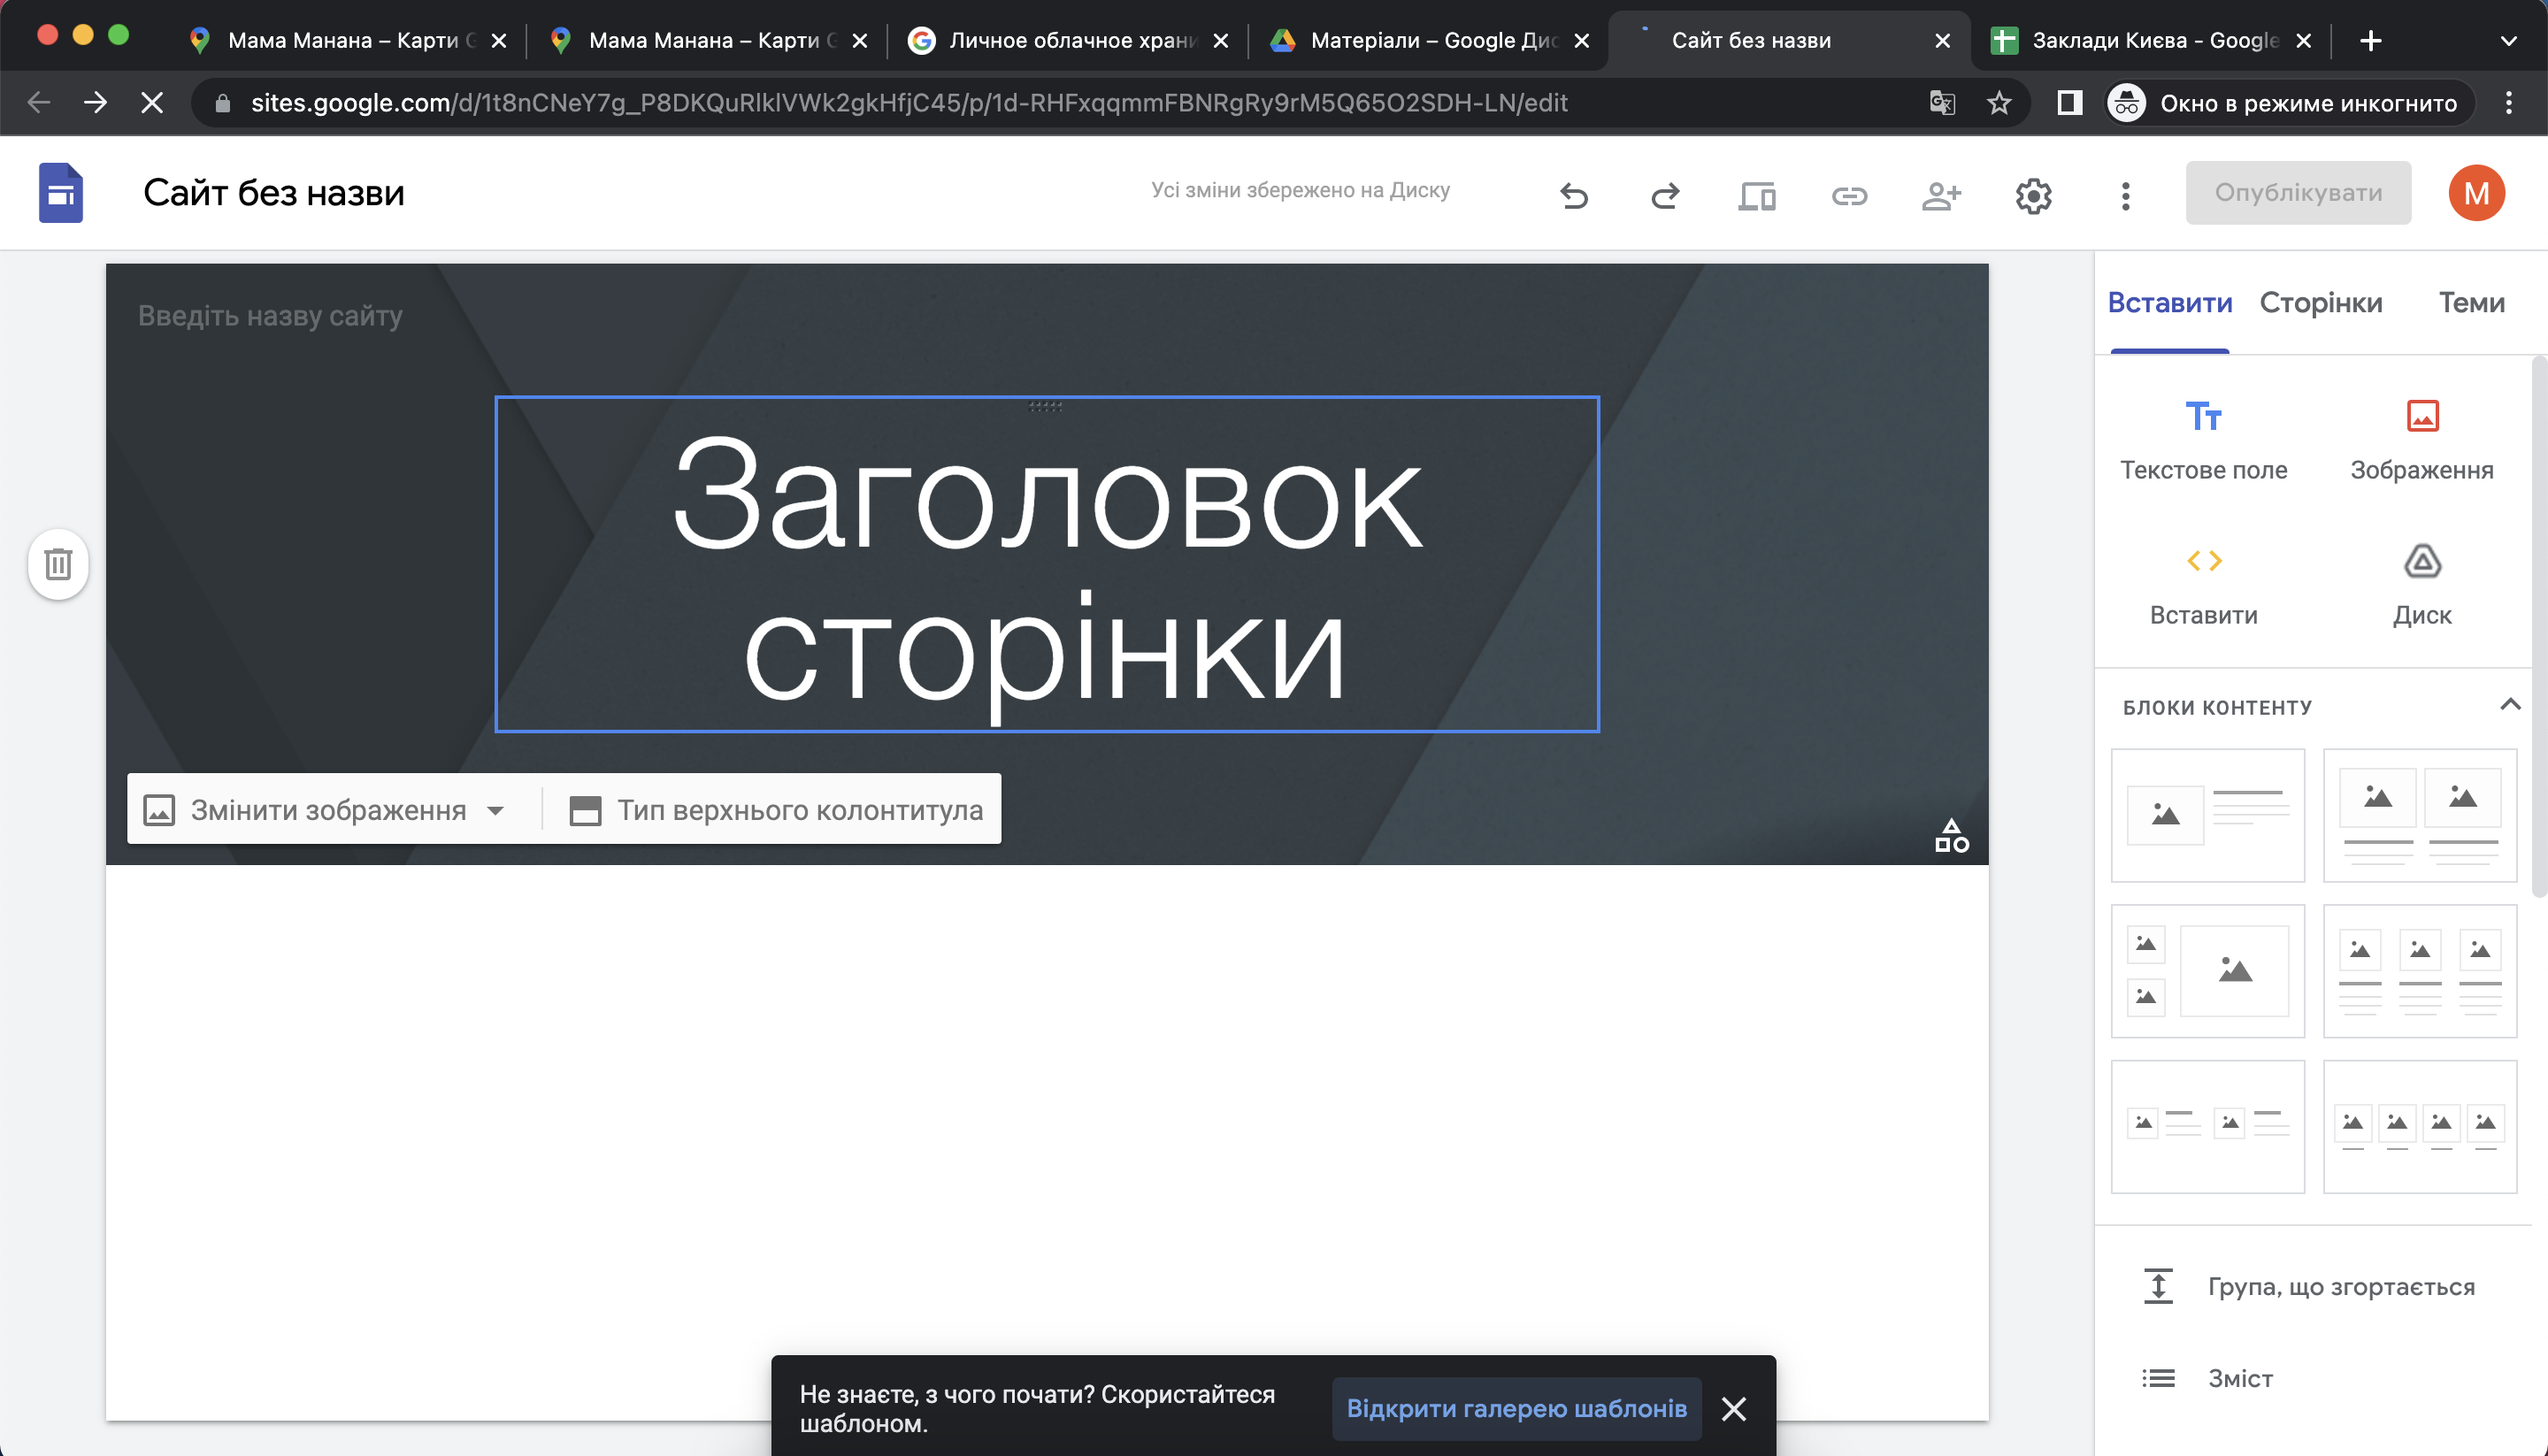 Мама Манана – Карти G
Мама Манана – Карти G
Личное облачное храни
Матеріали – Google Дис
Сайт без назви
Заклади Києва - Google
sites.google.com/d/1t8nCNeY7g_P8DKQuRlklVWk2gkHfjC45/p/1d-RHFxqqmmFBNRgRy9rM5Q65O2SDH-LN/edit
Окно в режиме инкогнито
Сайт без назви
Усі зміни збережено на Диску
Опублікувати
M
Введіть назву сайту
Заголовок
сторінки
Змінити зображення
Тип верхнього колонтитула
Вставити
Сторінки
Теми
Текстове поле
Зображення
Вставити
Диск
БЛОКИ КОНТЕНТУ
Група, що згортається
Зміст
Не знаєте, з чого почати? Скористайтеся
шаблоном.
Відкрити галерею шаблонів